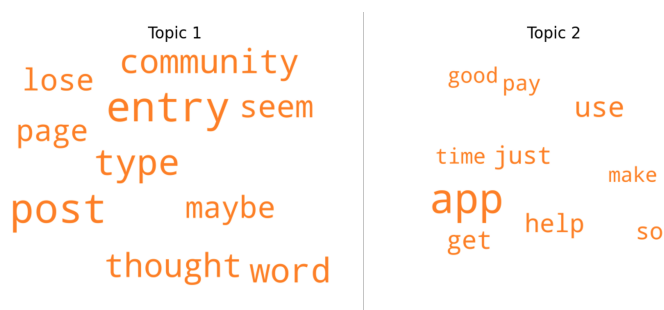 Topic 1
community
lose
entry seem
page
type
post
maybe
thought word
Topic 2
good pay
use
time just
make
app
help
get
so